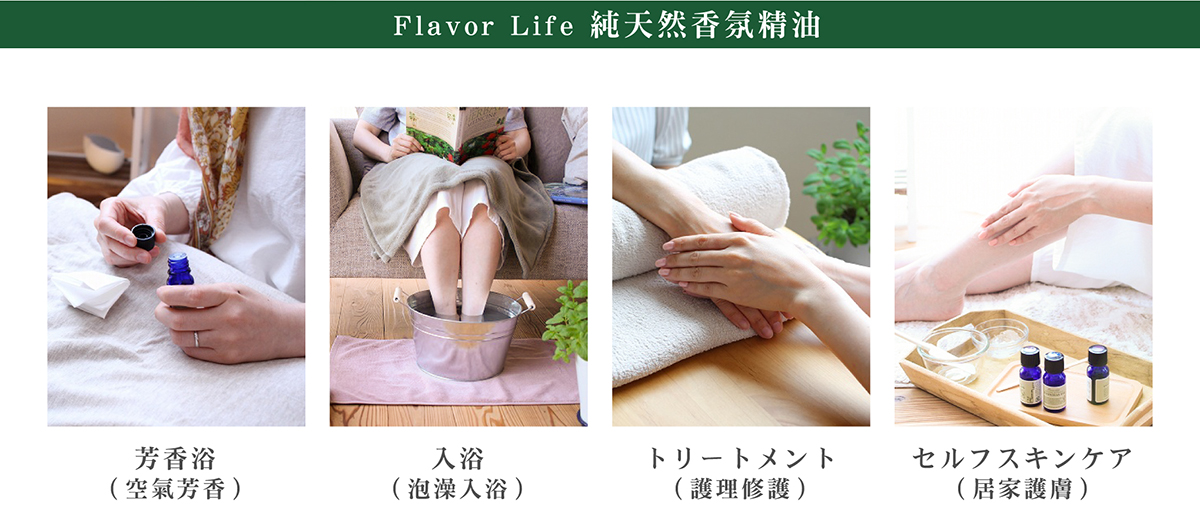 Flavor Life 純天然香氛精油
芳香浴
（空氣芳香）
入浴
（泡澡入浴）
トリートメント
（護理修護）
セルフスキンケア
（居家護膚）